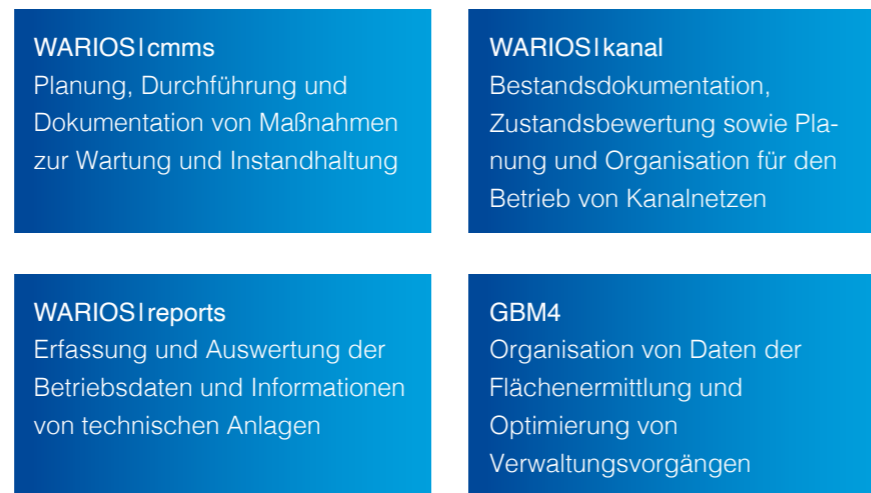 WARIOS|cmms
Planung, Durchführung und
Dokumentation von Maßnahmen
zur Wartung und Instandhaltung
WARIOS|kanal
Bestandsdokumentation,
Zustandsbewertung sowie Pla-
nung und Organisation für den
Betrieb von Kanalnetzen
WARIOS|reports
Erfassung und Auswertung der
Betriebsdaten und Informationen
von technischen Anlagen
GBM4
Organisation von Daten der
Flächenermittlung und
Optimierung von
Verwaltungsvorgängen